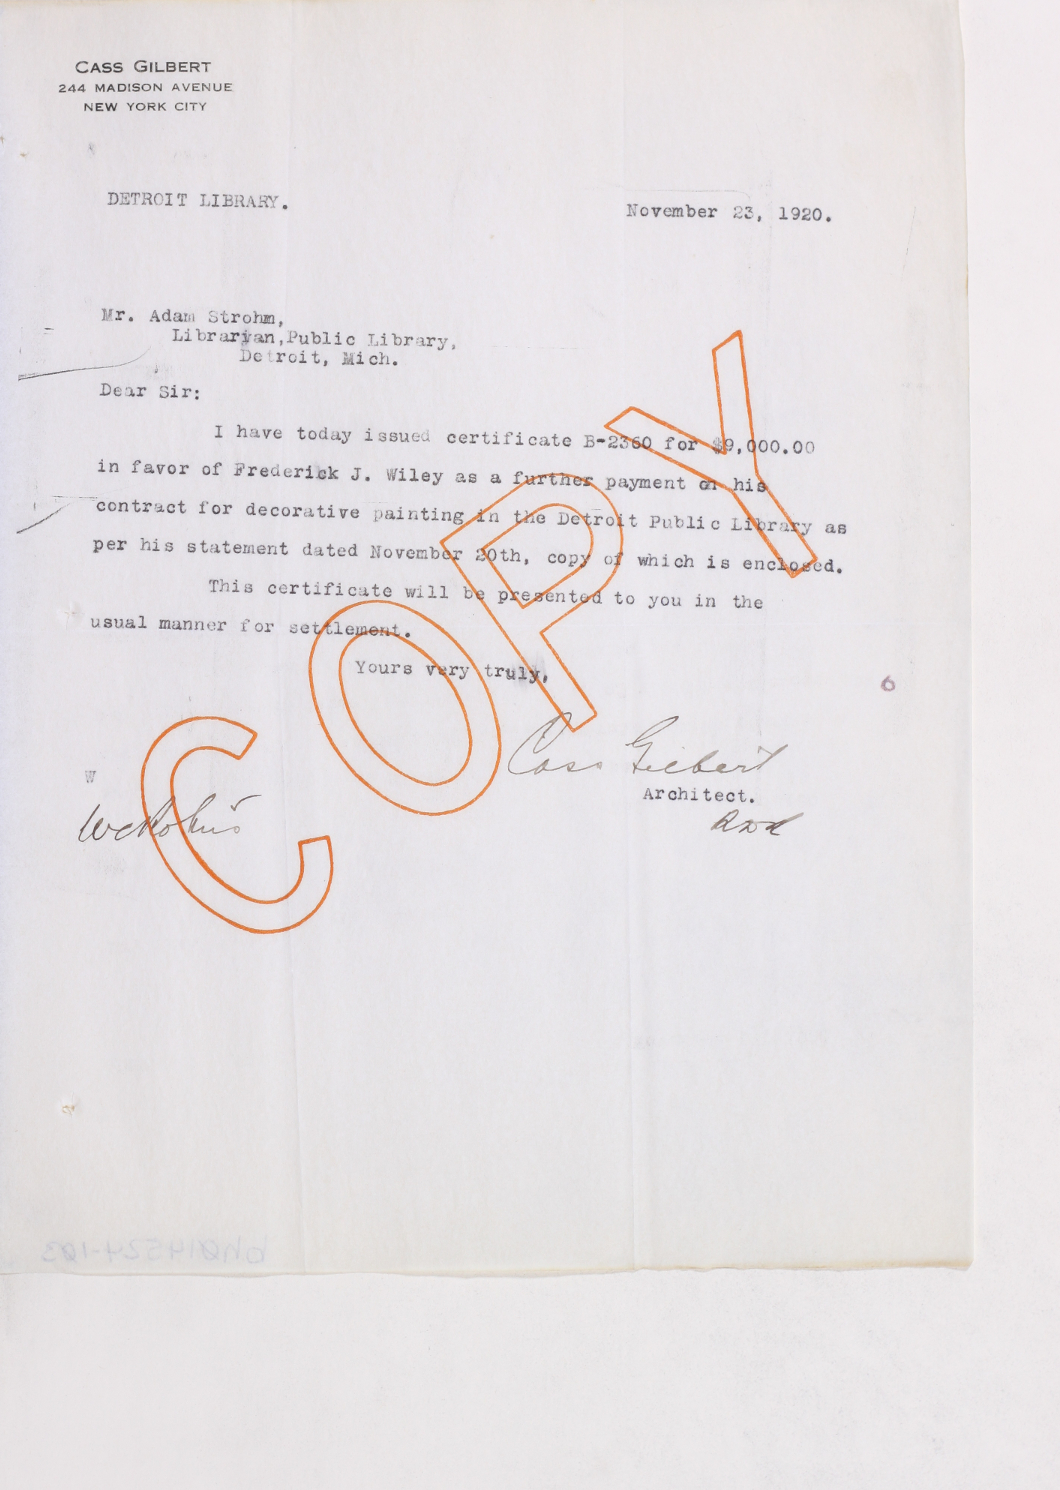 CASS GILBERT
244 MADISON AVENUE
NEW YORK CITY
DETROIT LIBRARY.
November 23, 1920.
Mr. Adam Strohm,
Librarian,Public Library,
Detroit, Mich.
Dear Sir:
I have today issued certificate B-2360 for $9,000.00
in favor of Frederick J. Wiley as a further payment on his
contract for decorative painting in the Detroit Public Library as
per his statement dated November 20th, copy of which is enclosed.
This certificate will be presented to you in the
usual manner for settlement.
Yours very truly,
6
Cass Gilbert
W
Architect.
COPY